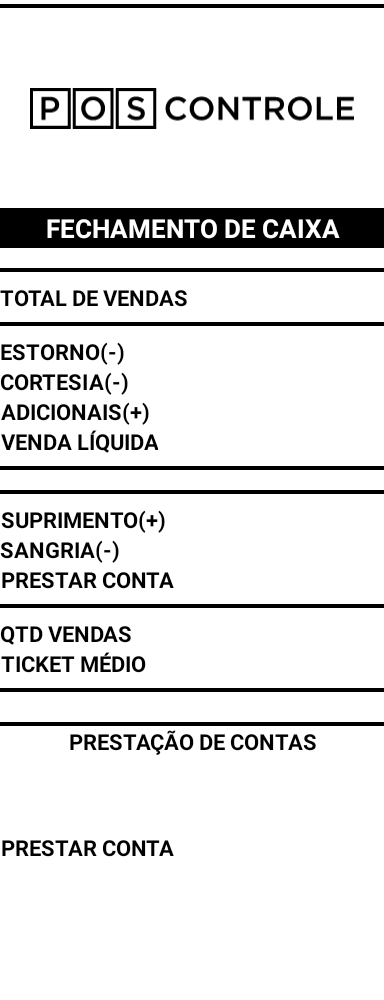 POS CONTROLE
FECHAMENTO DE CAIXA
TOTAL DE VENDAS
ESTORNO(-)
CORTESIA(-)
ADICIONAIS(+)
VENDA LÍQUIDA
SUPRIMENTO(+)
SANGRIA(-)
PRESTAR CONTA
QTD VENDAS
TICKET MÉDIO
PRESTAÇÃO DE CONTAS
PRESTAR CONTA